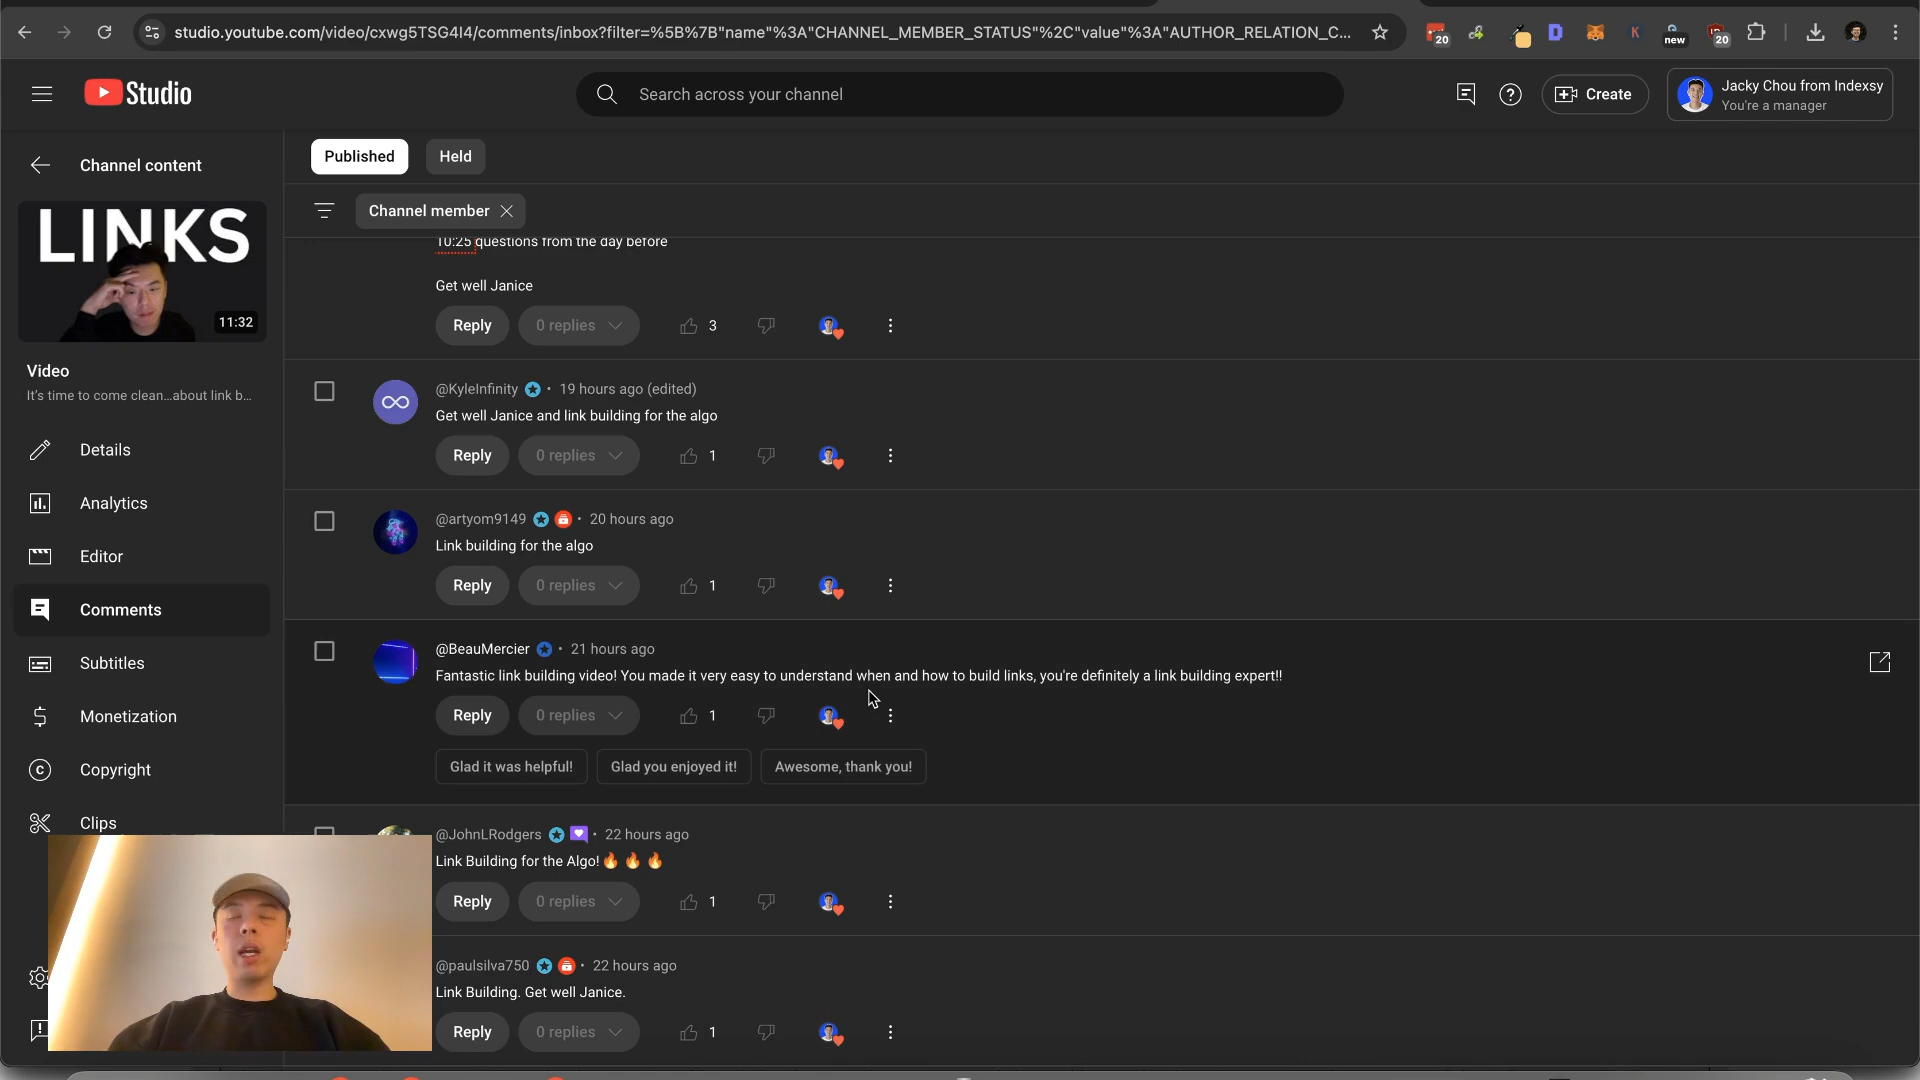 studio.youtube.com/video/cxwg5TSG4I4/comments/inbox?filter=%5B%7B"name"%3A"CHANNEL_MEMBER_STATUS"%2C"value"%3A"AUTHOR_RELATION_C...
20
new
20
Studio
Search across your channel
Create
Jacky Chou from Indexsy
You're a manager
Channel content
LINKS
11:32
Video
It's time to come clean...about link b...
Details
Analytics
Editor
Comments
Subtitles
Monetization
Copyright
Clips
Published
Held
Channel member
10:25 questions from the day before
Get well Janice
Reply
0 replies
3
@KyleInfinity • 19 hours ago (edited)
Get well Janice and link building for the algo
Reply
0 replies
1
@artyom9149 • 20 hours ago
Link building for the algo
Reply
0 replies
1
@BeauMercier • 21 hours ago
Fantastic link building video! You made it very easy to understand when and how to build links, you're definitely a link building expert!!
Reply
0 replies
1
Glad it was helpful!
Glad you enjoyed it!
Awesome, thank you!
@JohnLRodgers • 22 hours ago
Link Building for the Algo!🔥 🔥 🔥
Reply
0 replies
1
@paulsilva750 • 22 hours ago
Link Building. Get well Janice.
Reply
0 replies
1